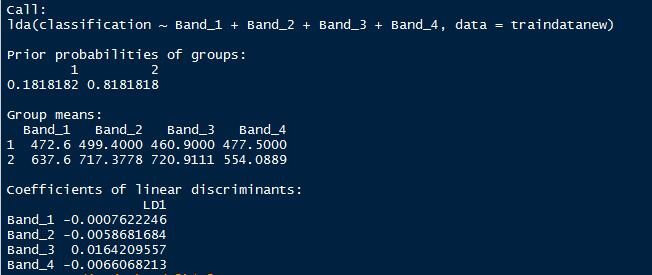 Call:
lda(classification ~ Band_1 + Band_2 + Band_3 + Band_4, data = traindatanew)
Prior probabilities of groups:
1 2
0.1818182 0.8181818
Group means:
Band_1 Band_2 Band_3 Band_4
1 472.6 499.4000 460.9000 477.5000
2 637.6 717.3778 720.9111 554.0889
Coefficients of linear discriminants:
LD1
Band_1 -0.0007622246
Band_2 -0.0058681684
Band_3 0.0164209557
Band_4 -0.0066068213